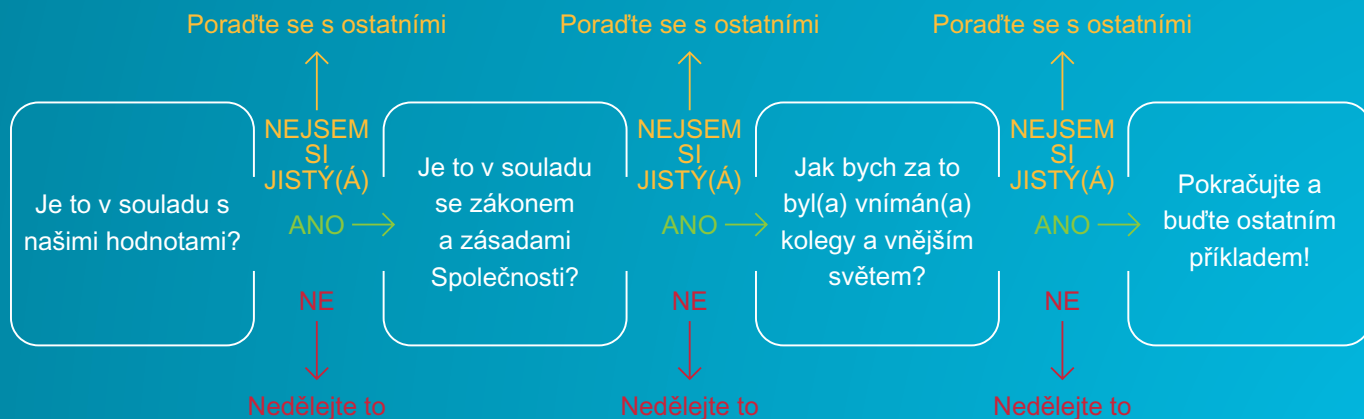 Poraďte se s ostatními
Poraďte se s ostatními
Poraďte se s ostatními
Je to v souladu s
našimi hodnotami?
NEJSEM
SI
JISTÝ(Á)
ANO
NE
Je to v souladu
se zákonem
a zásadami
Společnosti?
NEJSEM
SI
JISTÝ(Á)
ANO
NE
Jak bych za to
byl(a) vnímán(a)
kolegy a vnějším
světem?
NEJSEM
SI
JISTÝ(Á)
ANO
NE
Pokračujte a
buďte ostatním
příkladem!
Nedělejte to
Nedělejte to
Nedělejte to